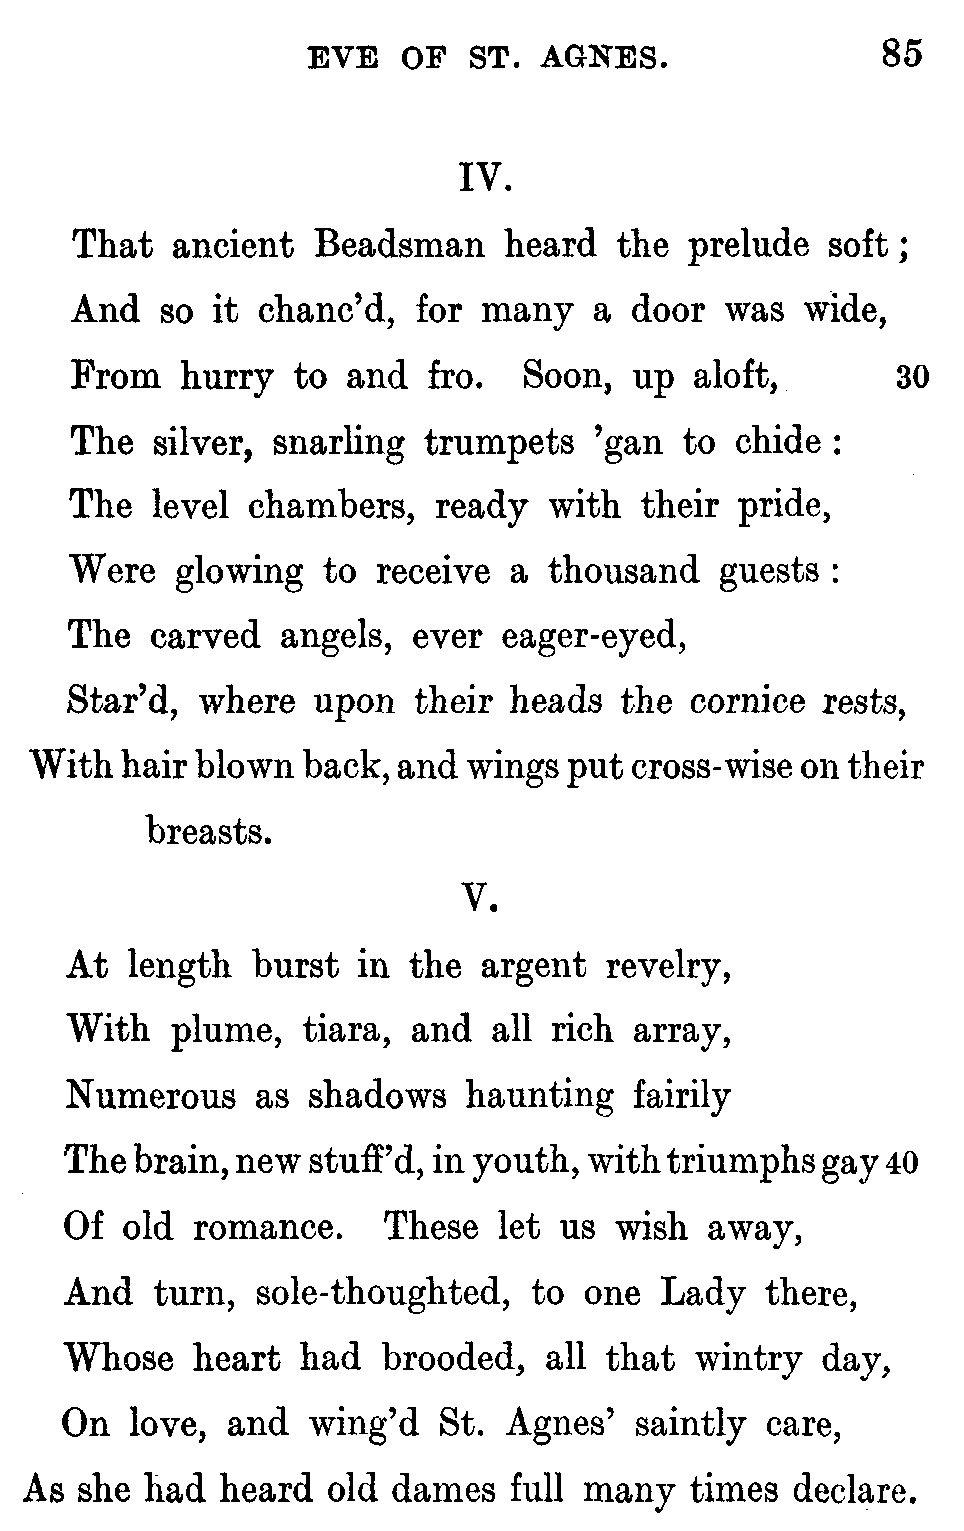 EVE OF ST. AGNES. 85
IV.
That ancient Beadsman heard the prelude soft;
And so it chanc'd, for many a door was wide,
From hurry to and fro. Soon, up aloft, 30
The silver, snarling trumpets 'gan to chide:
The level chambers, ready with their pride,
Were glowing to receive a thousand guests:
The carved angels, ever eager-eyed,
Star'd, where upon their heads the cornice rests,
With hair blown back, and wings put cross-wise on their
breasts.
V.
At length burst in the argent revelry,
With plume, tiara, and all rich array,
Numerous as shadows haunting fairily
The brain, new stuff'd, in youth, with triumphs gay 40
Of old romance. These let us wish away,
And turn, sole-thoughted, to one Lady there,
Whose heart had brooded, all that wintry day,
On love, and wing'd St. Agnes' saintly care,
As she had heard old dames full many times declare.